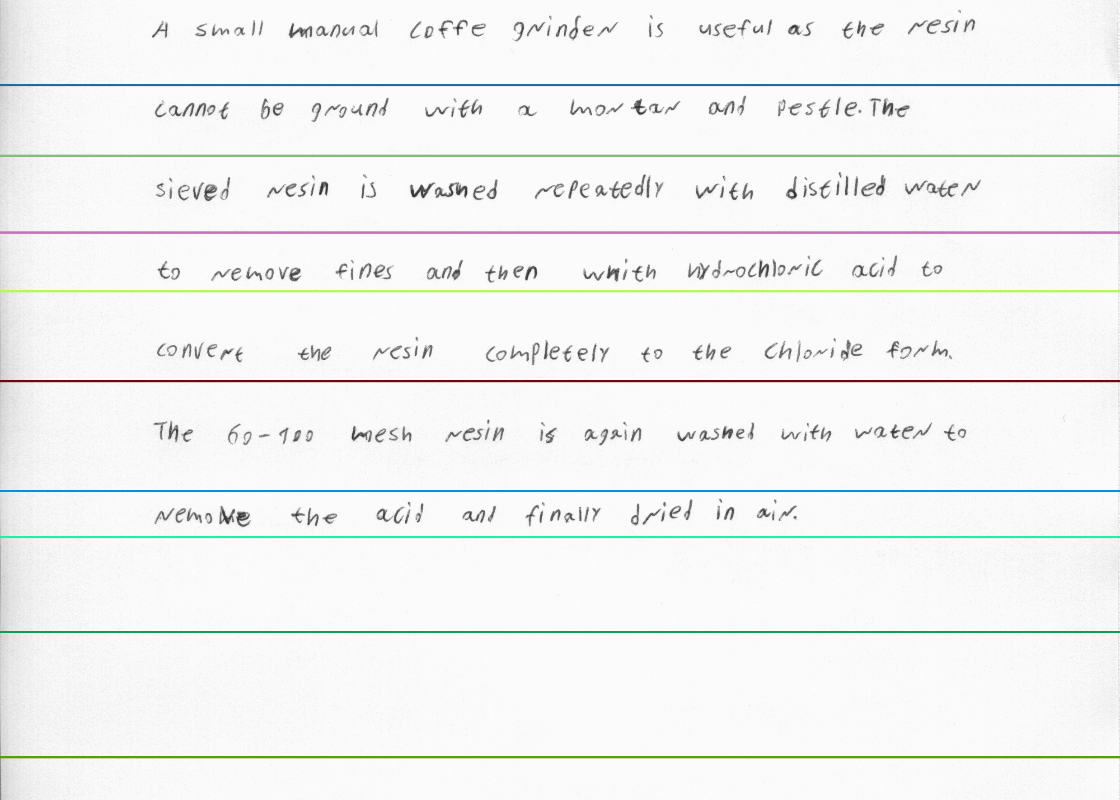 A small manual coffe grinder is useful as the resin
cannot be ground with a mortar and pestle. The
sieved resin is washed repeatedly with distilled water
to remove fines and then whith hydrochloric acid to
convert the resin completely to the chloride form.
The 60-100 mesh resin is again washed with water to
remove the acid and finally dried in air.